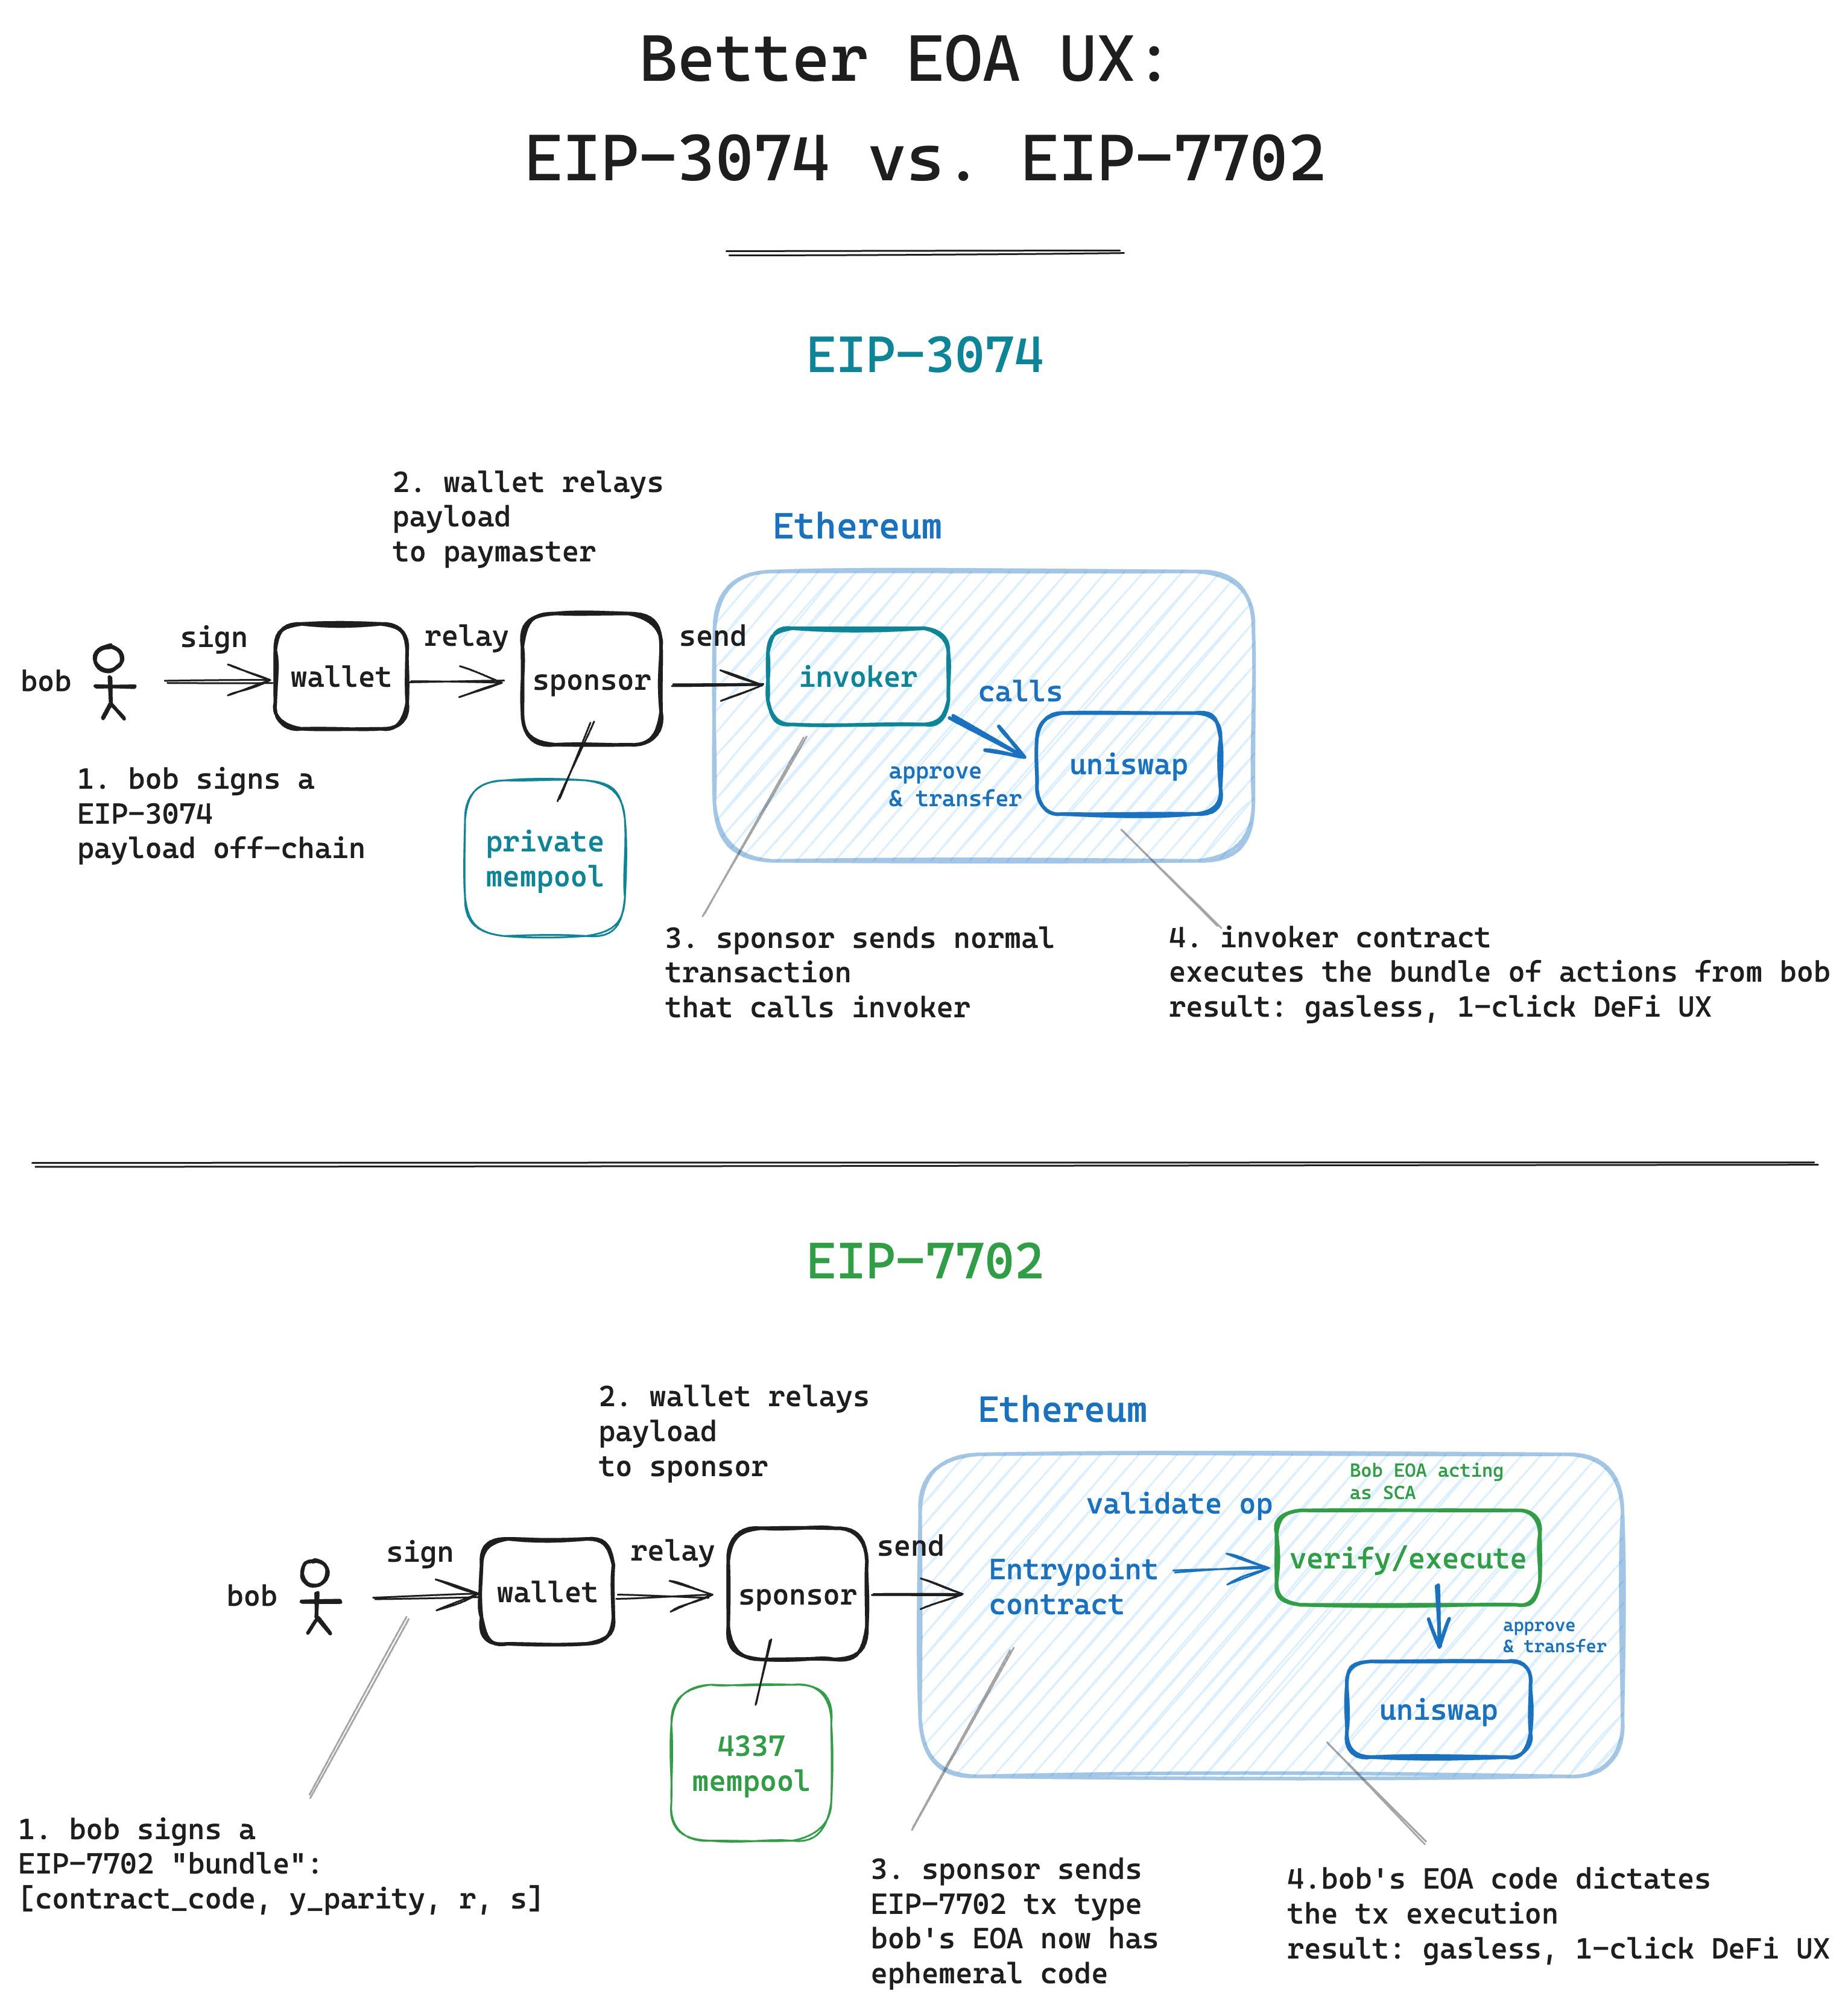 Better EOA UX:
EIP-3074 vs. EIP-7702
EIP-3074
2. wallet relays
payload
to paymaster
Ethereum
bob
sign
wallet
relay
sponsor
send
invoker
calls
approve
& transfer
uniswap
1. bob signs a
EIP-3074
payload off-chain
private
mempool
3. sponsor sends normal
transaction
that calls invoker
4. invoker contract
executes the bundle of actions from bob
result: gasless, 1-click DeFi UX
EIP-7702
2. wallet relays
payload
to sponsor
Ethereum
bob
sign
wallet
relay
sponsor
send
Entrypoint
contract
validate op
Bob EOA acting
as SCA
verify/execute
approve
& transfer
uniswap
4337
mempool
1. bob signs a
EIP-7702 "bundle":
[contract_code, y_parity, r, s]
3. sponsor sends
EIP-7702 tx type
bob's EOA now has
ephemeral code
4.bob's EOA code dictates
the tx execution
result: gasless, 1-click DeFi UX